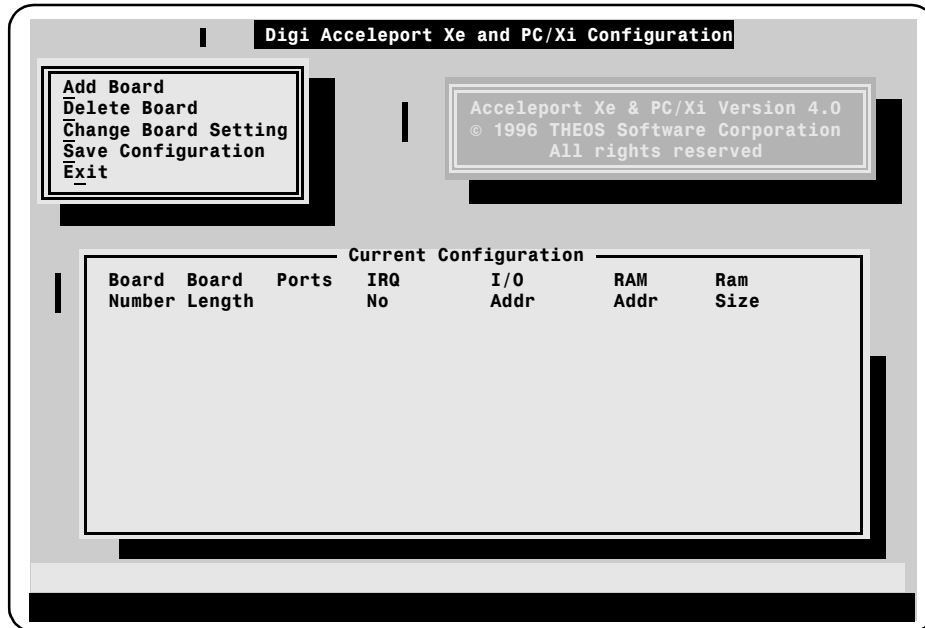 Digi Acceleport Xe and PC/Xi Configuration
Add Board
Delete Board
Change Board Setting
Save Configuration
Exit
Acceleport Xe & PC/Xi Version 4.0
© 1996 THEOS Software Corporation
All rights reserved
Current Configuration
Board Board Ports IRQ I/O RAM Ram
Number Length No Addr Addr Size